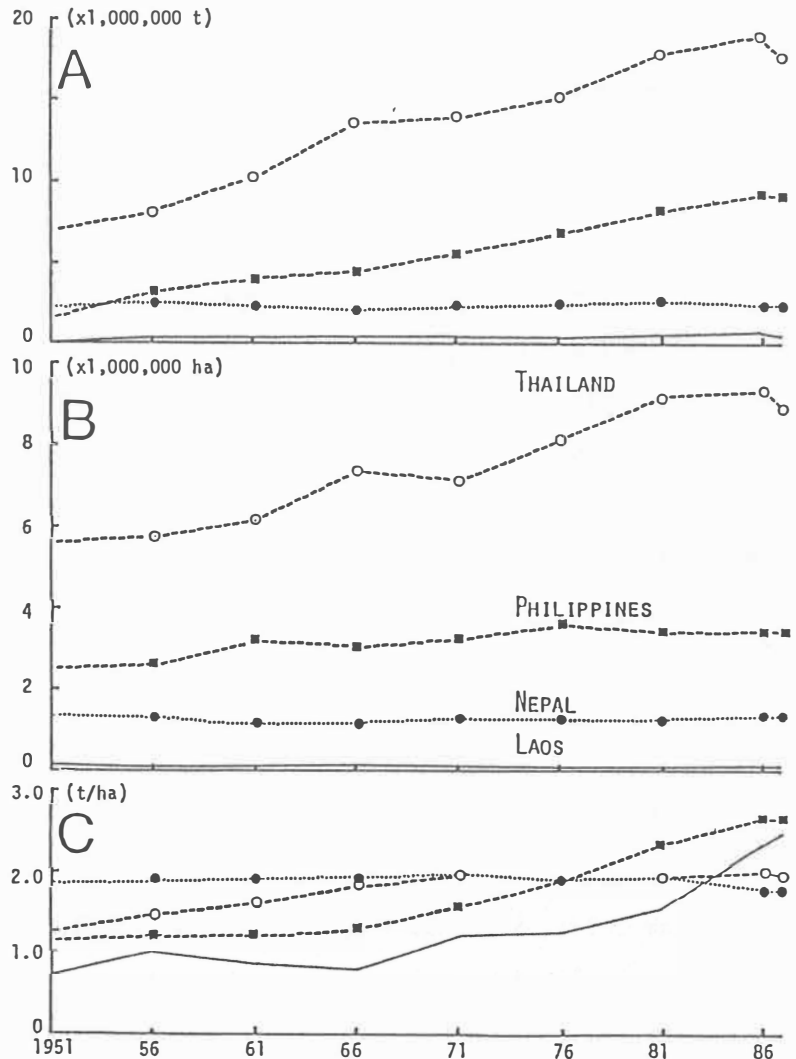 20 (x1,000,000 t)
A
10
0
10 (x1,000,000 ha)
THAILAND
B
8
6
PHILIPPINES
4
2
NEPAL
LAOS
0
3.0 (t/ha)
C
2.0
1.0
0
1951 56 61 66 71 76 81 86